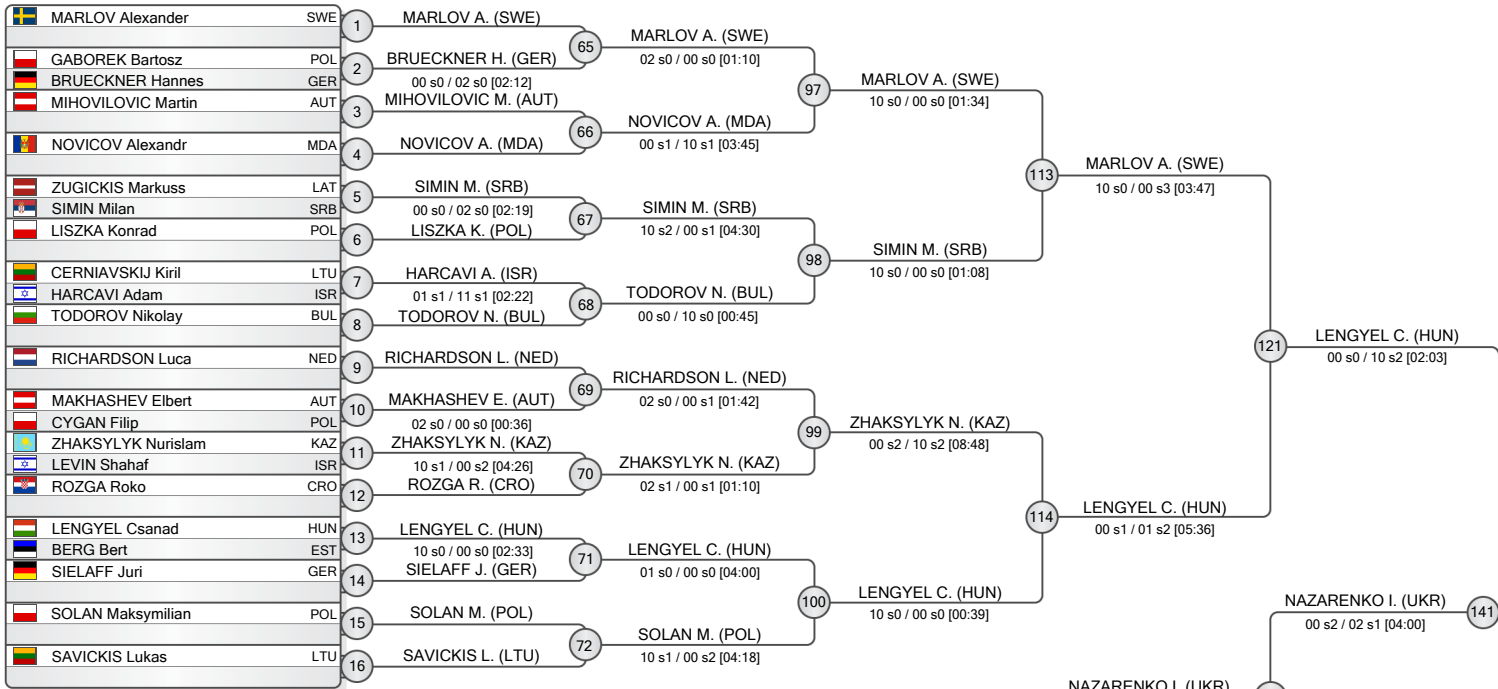 MARLOV Alexander SWE
GABOREK Bartosz POL
BRUECKNER Hannes GER
MIHOVILOVIC Martin AUT
NOVICOV Alexandr MDA
ZUGICKIS Markuss LAT
SIMIN Milan SRB
LISZKA Konrad POL
CERNIAVSKIJ Kiril LTU
HARCAVI Adam ISR
TODOROV Nikolay BUL
RICHARDSON Luca NED
MAKHASHEV Elbert AUT
CYGAN Filip POL
ZHAKSYLYK Nurislam KAZ
LEVIN Shahaf ISR
ROZGA Roko CRO
LENGYEL Csanad HUN
BERG Bert EST
SIELAFF Juri GER
SOLAN Maksymilian POL
SAVICKIS Lukas LTU
1
2
3
4
5
6
7
8
9
10
11
12
13
14
15
16
MARLOV A. (SWE)
BRUECKNER H. (GER)
00 s0 / 02 s0 [02:12]
MIHOVILOVIC M. (AUT)
NOVICOV A. (MDA)
SIMIN M. (SRB)
00 s0 / 02 s0 [02:19]
LISZKA K. (POL)
HARCAVI A. (ISR)
01 s1 / 11 s1 [02:22]
TODOROV N. (BUL)
RICHARDSON L. (NED)
MAKHASHEV E. (AUT)
02 s0 / 00 s0 [00:36]
ZHAKSYLYK N. (KAZ)
10 s1 / 00 s2 [04:26]
ROZGA R. (CRO)
LENGYEL C. (HUN)
10 s0 / 00 s0 [02:33]
SIELAFF J. (GER)
SOLAN M. (POL)
SAVICKIS L. (LTU)
65
66
67
68
69
70
71
72
MARLOV A. (SWE)
02 s0 / 00 s0 [01:10]
NOVICOV A. (MDA)
00 s1 / 10 s1 [03:45]
SIMIN M. (SRB)
10 s2 / 00 s1 [04:30]
TODOROV N. (BUL)
00 s0 / 10 s0 [00:45]
RICHARDSON L. (NED)
02 s0 / 00 s1 [01:42]
ZHAKSYLYK N. (KAZ)
02 s1 / 00 s1 [01:10]
LENGYEL C. (HUN)
01 s0 / 00 s0 [04:00]
SOLAN M. (POL)
10 s1 / 00 s2 [04:18]
97
98
99
100
MARLOV A. (SWE)
10 s0 / 00 s0 [01:34]
SIMIN M. (SRB)
10 s0 / 00 s0 [01:08]
ZHAKSYLYK N. (KAZ)
00 s2 / 10 s2 [08:48]
LENGYEL C. (HUN)
10 s0 / 00 s0 [00:39]
113
114
MARLOV A. (SWE)
10 s0 / 00 s3 [03:47]
LENGYEL C. (HUN)
00 s1 / 01 s2 [05:36]
121
LENGYEL C. (HUN)
00 s0 / 10 s2 [02:03]
NAZARENKO I. (UKR)
00 s2 / 02 s1 [04:00]
141
NAZARENKO I. (UKR)